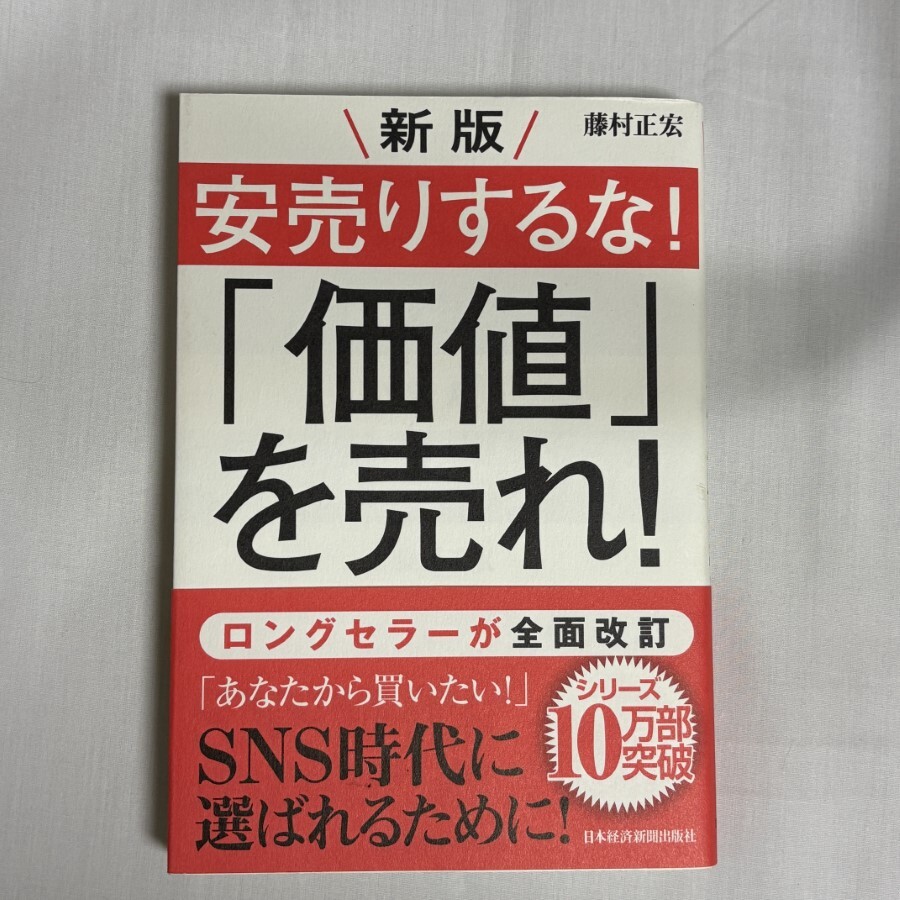 新版
藤村正宏
安売りするな!
「価値」
を売れ!
ロングセラーが全面改訂
「あなたから買いたい!」
SNS時代に
選ばれるために!
シリーズ
10万部
突破
日本経済新聞出版社